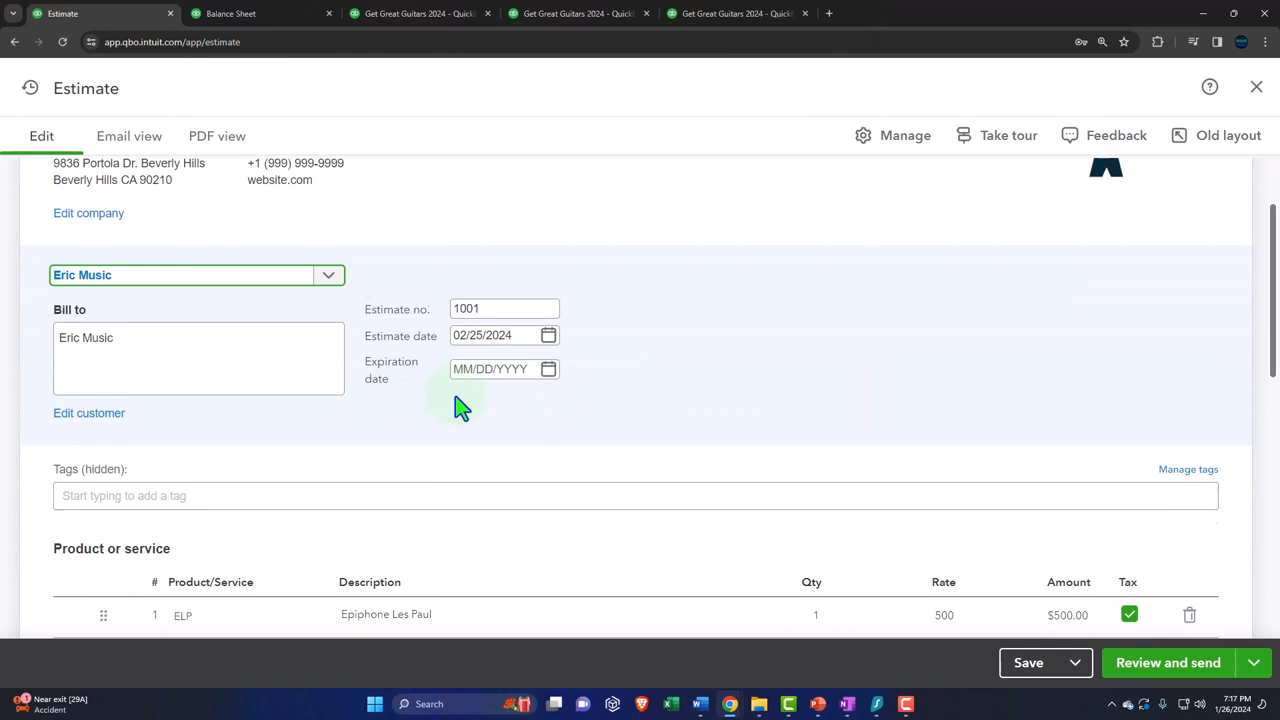 Estimate
Balance Sheet
Get Great Guitars 2024 - Quick
Get Great Guitars 2024 - Quick
Get Great Guitars 2024 - Quick
app.qbo.intuit.com/app/estimate
Estimate
Edit
Email view
PDF view
Manage
Take tour
Feedback
Old layout
9836 Portola Dr. Beverly Hills
+1 (999) 999-9999
Beverly Hills CA 90210
website.com
Edit company
Eric Music
Bill to
Estimate no.
1001
Eric Music
Estimate date
02/25/2024
Expiration date
MM/DD/YYYY
Edit customer
Tags (hidden):
Manage tags
Start typing to add a tag
Product or service
# Product/Service Description Qty Rate Amount Tax
1 ELP Epiphone Les Paul 1 500 $500.00
Save
Review and send
Near exit (29A)
Accident
1
Search
7:17 PM
1/26/2024